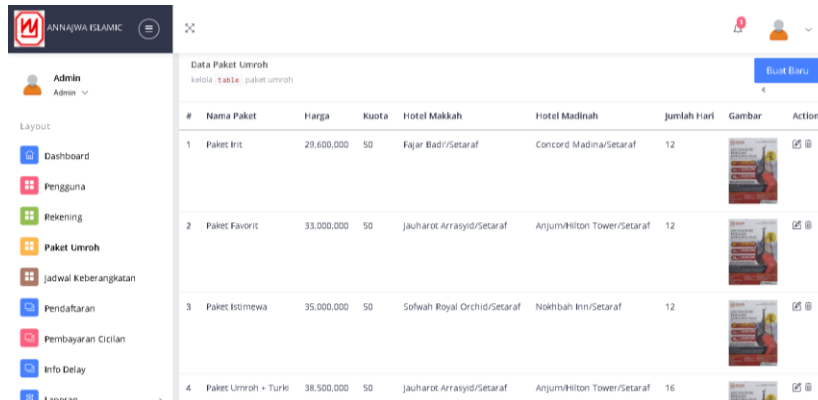 ANNAJWA ISLAMIC
1
Admin
Admin
Layout
Dashboard
Pengguna
Rekening
Paket Umroh
Jadwal Keberangkatan
Pendaftaran
Pembayaran Cicilan
Info Delay
Laporan
Data Paket Umroh
kelola table paket umroh
Buat Baru
# Nama Paket Harga Kuota Hotel Makkah Hotel Madinah Jumlah Hari Gambar Action
1 Paket Irit 29,600,000 50 Fajar Badi'/Setaraf Concord Madina/Setaraf 12
2 Paket Favorit 33,000,000 50 Jauharot Arrasyid/Setaraf Anjum/Hilton Tower/Setaraf 12
3 Paket Istimewa 35,000,000 50 Sofwah Royal Orchid/Setaraf Nokhbah Inn/Setaraf 12
4 Paket Umroh + Turki 38,500,000 50 Jauharot Arrasyid/Setaraf Anjum/Hilton Tower/Setaraf 16